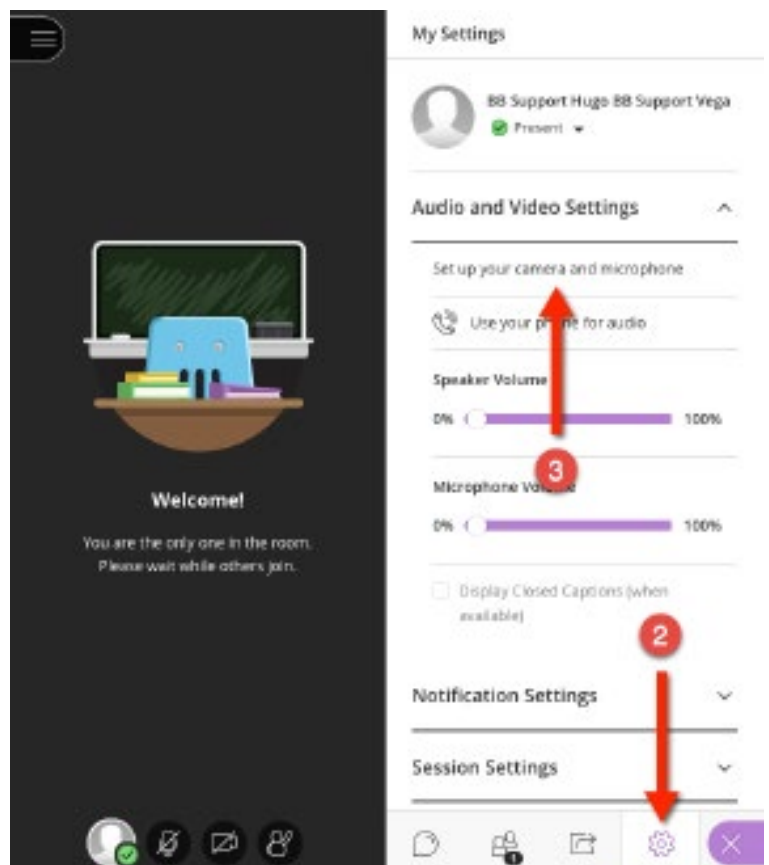 Welcome!
You are the only one in the room.
Please wait while others join.
My Settings
BB Support Hugo BB Support Vega
Present
Audio and Video Settings
Set up your camera and microphone
Use your phone for audio
Speaker Volume
0% 100%
3
Microphone Volume
0% 100%
Display Closed Captions (when
available)
2
Notification Settings
Session Settings
1